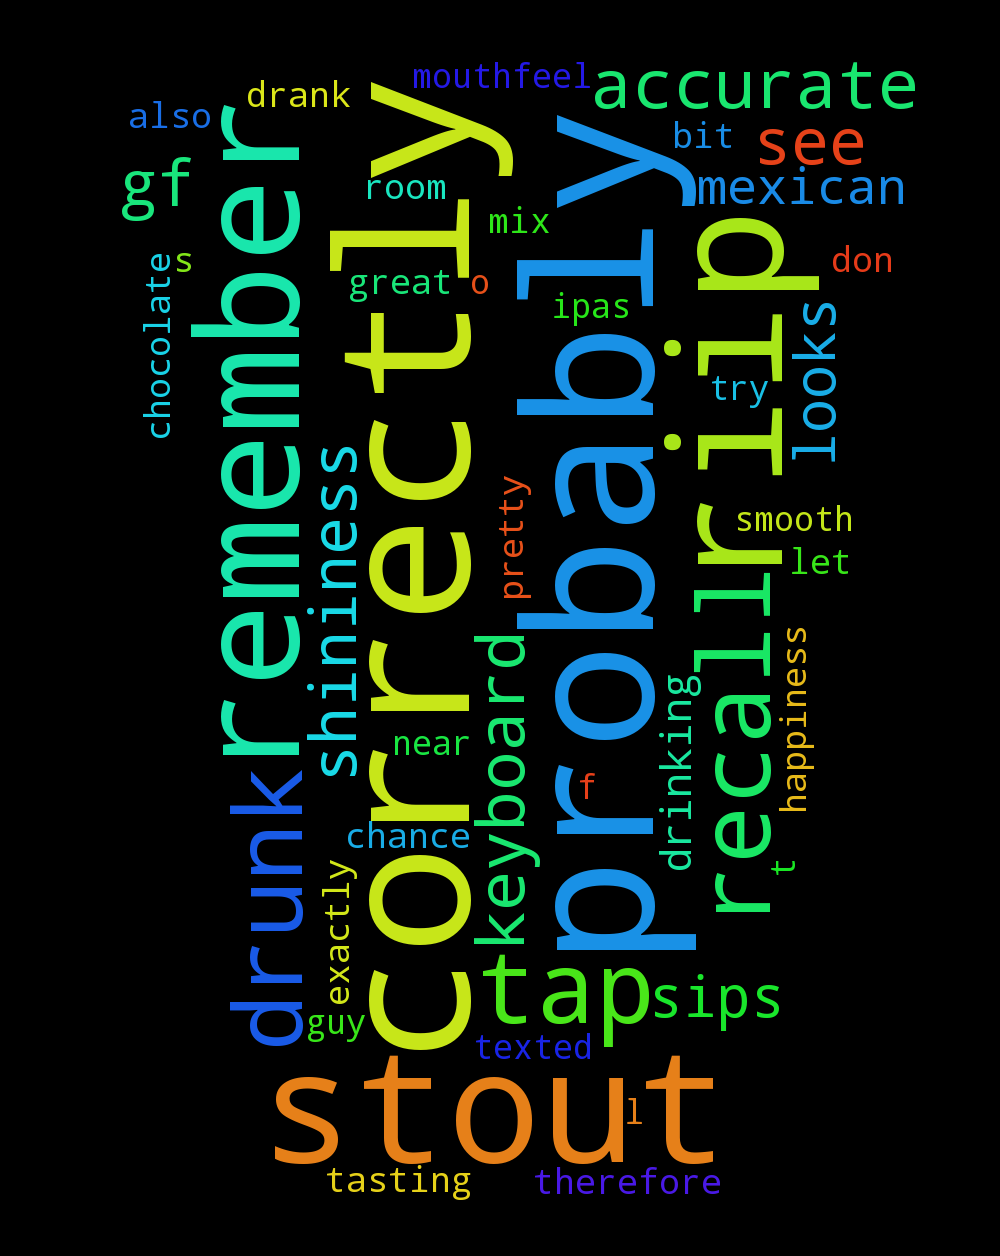 mouthfeel
accurate
drank
also
bit
see
gf
room
mexican
remember
correctly
probably
mix
chocolate
s
great
o
don
ipas
rip
looks
try
shininess
pretty
smooth
let
recall
keyboard
drinking
happiness
near
f
chance
drunk
exactly
t
tap
sips
guy
texted
stout
l
tasting
therefore